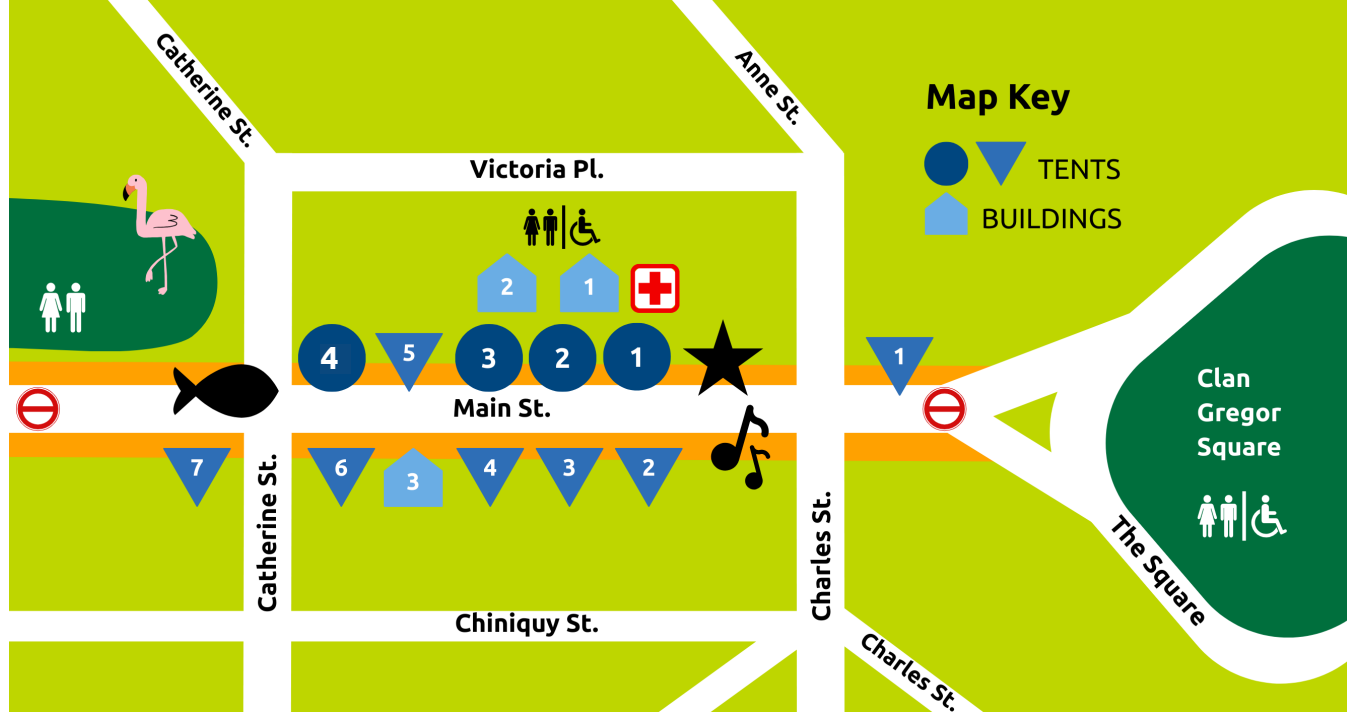 Catherine St.
Anne St.
Map Key
TENTS
BUILDINGS
Victoria Pl.
2 1
4 5 3 2 1 1
Main St.
Clan
Gregor
Square
7 6 3 4 3 2
Catherine St.
Charles St.
The Square
Chiniquy St.
Charles St.